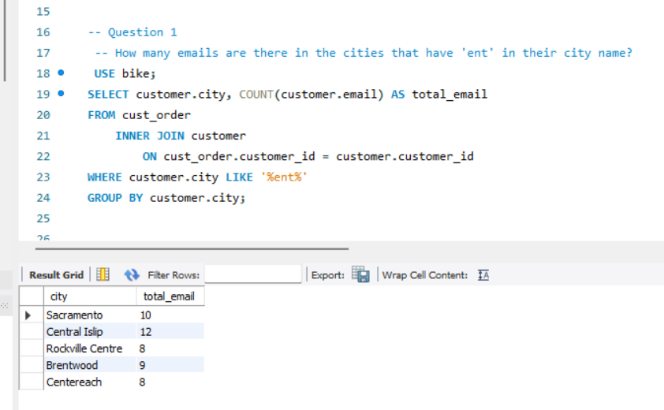 15
16 -- Question 1
17 -- How many emails are there in the cities that have 'ent' in their city name?
18 USE bike;
19 SELECT customer.city, COUNT(customer.email) AS total_email
20 FROM cust_order
21 INNER JOIN customer
22 ON cust_order.customer_id = customer.customer_id
23 WHERE customer.city LIKE '%ent%'
24 GROUP BY customer.city;
25
26
Result Grid Filter Rows: Export: Wrap Cell Content: IA
city total_email
Sacramento 10
Central Islip 12
Rockville Centre 8
Brentwood 9
Centereach 8